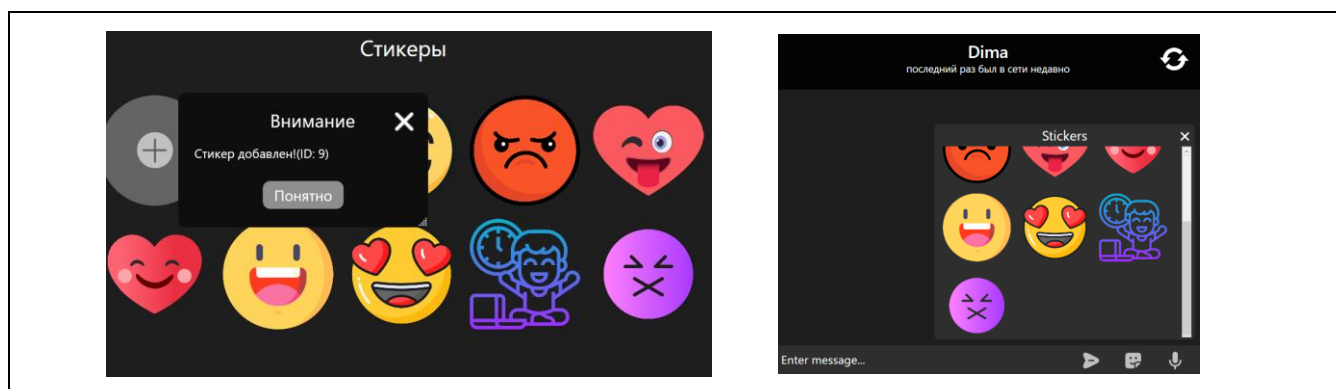 Стикеры
Внимание
Стикер добавлен!(ID: 9)
Понятно
Dima
последний раз был в сети недавно
Stickers
Enter message...